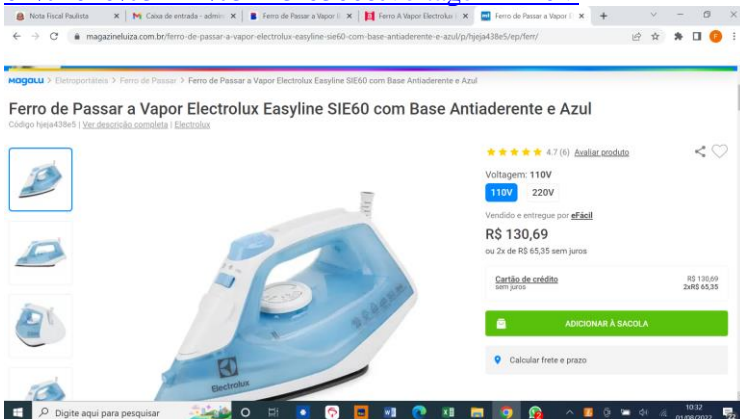 Nota Fiscal Paulista
Caixa de entrada - admin
Ferro de Passar a Vapor
Ferro A Vapor Electrolux
Ferro de Passar a Vapor
magazineluiza.com.br/ferro-de-passar-a-vapor-electrolux-easyline-sie60-com-base-antiaderente-e-azul/p/hjeja438e5/ep/ferr/
Magalu > Eletroportáteis > Ferro de Passar > Ferro de Passar a Vapor Electrolux Easyline SIE60 com Base Antiaderente e Azul
Ferro de Passar a Vapor Electrolux Easyline SIE60 com Base Antiaderente e Azul
Código hjeja438e5 | Ver descrição completa | Electrolux
4.7 (6) Avaliar produto
Voltagem: 110V
110V 220V
Vendido e entregue por eFácil
R$ 130,69
ou 2x de R$ 65,35 sem juros
Cartão de crédito R$ 130,69
sem juros 2xR$ 65,35
ADICIONAR À SACOLA
Calcular frete e prazo
Electrolux
Digite aqui para pesquisar
10:32
01/08/2022